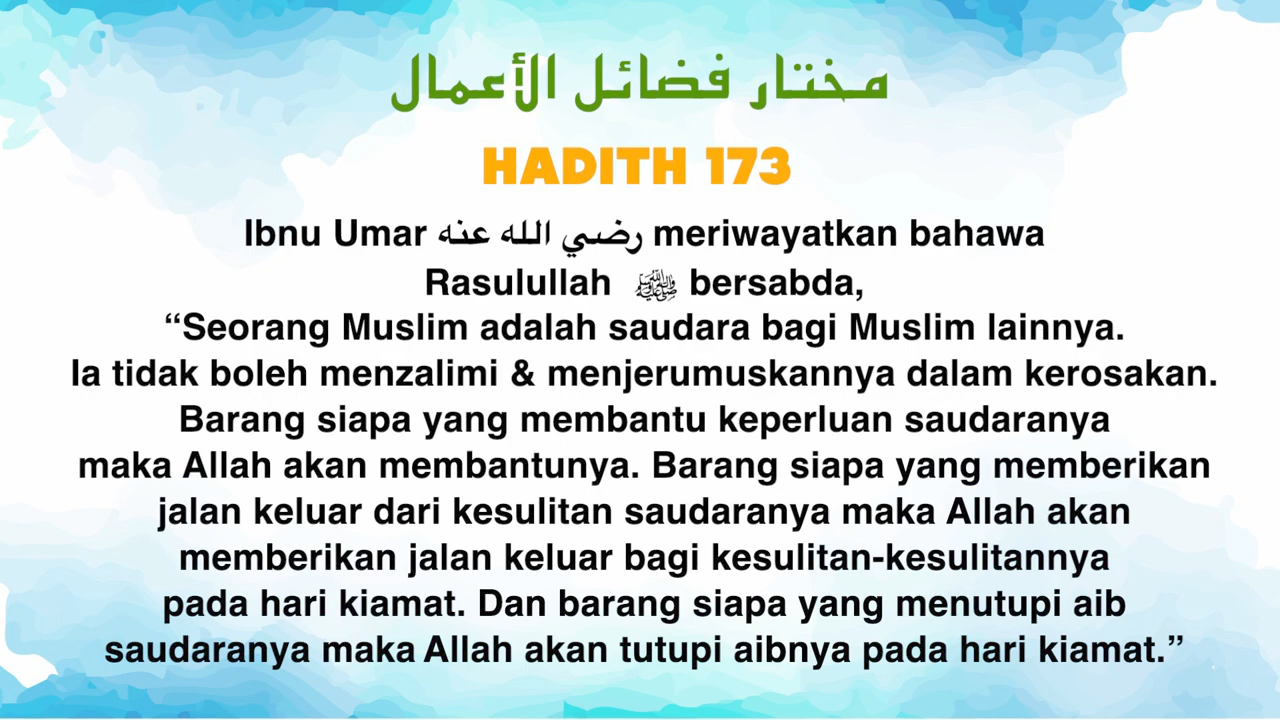 مختار فضائل الأعمال
HADITH 173
Ibnu Umar رضي الله عنه meriwayatkan bahawa
Rasulullah ﷺ bersabda,
“Seorang Muslim adalah saudara bagi Muslim lainnya.
Ia tidak boleh menzalimi & menjerumuskannya dalam kerosakan.
Barang siapa yang membantu keperluan saudaranya
maka Allah akan membantunya. Barang siapa yang memberikan
jalan keluar dari kesulitan saudaranya maka Allah akan
memberikan jalan keluar bagi kesulitan-kesulitannya
pada hari kiamat. Dan barang siapa yang menutupi aib
saudaranya maka Allah akan tutupi aibnya pada hari kiamat.”